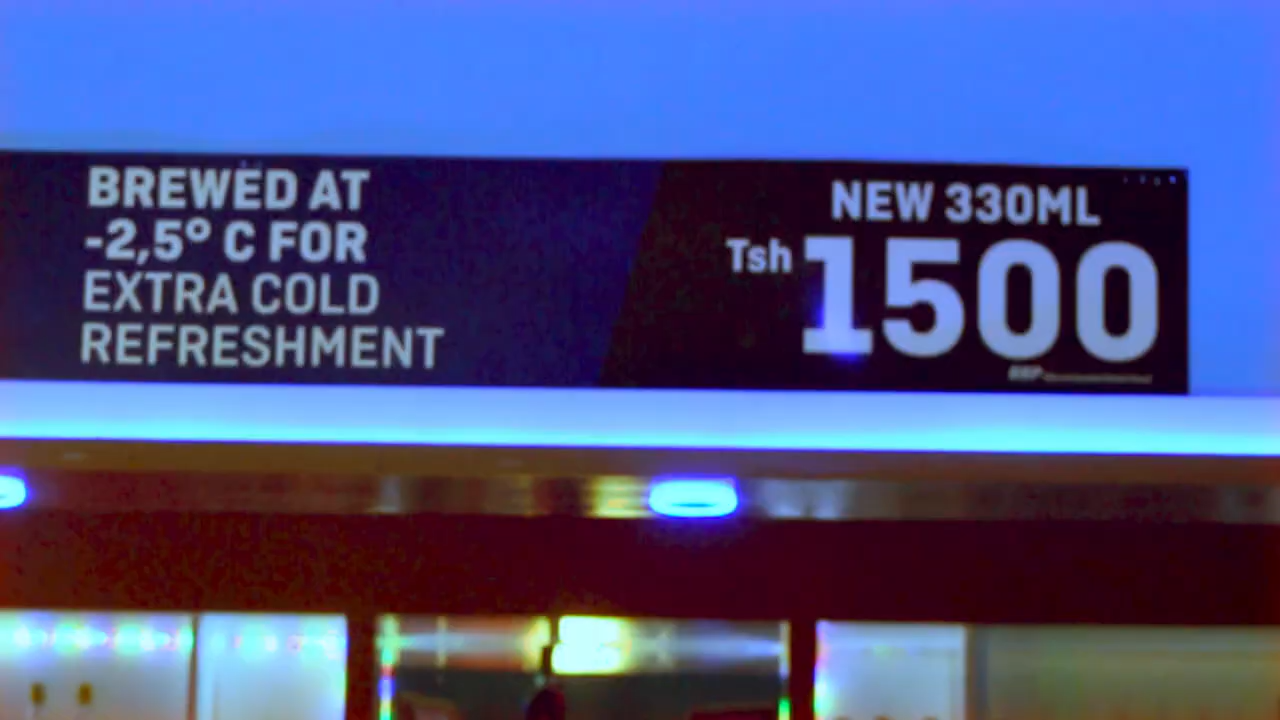 BREWED AT
-2,5° C FOR
EXTRA COLD
REFRESHMENT
NEW 330ML
Tsh 1500